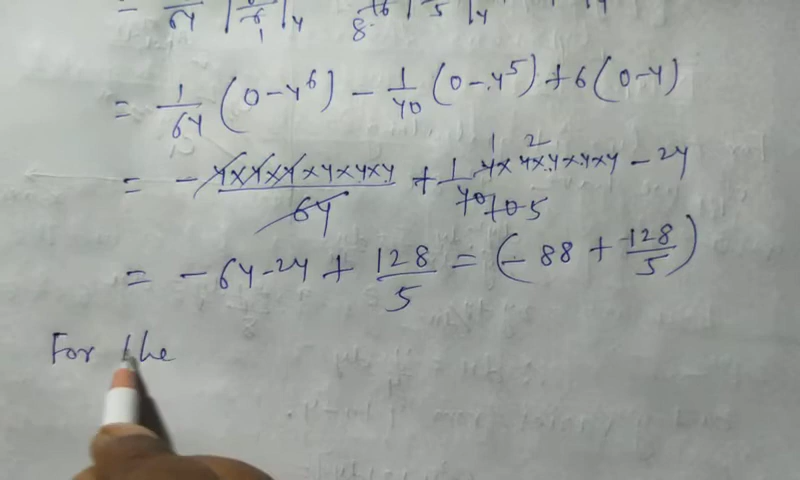 = 1/64 (0 - 4^6) - 1/40 (0 - 4^5) + 6 (0 - 4)
= - 4×4×4×4×4×4/64 + 1/40 4×4×4×4×4 - 24
= - 64 - 24 + 128/5 = (- 88 + 128/5)
For the